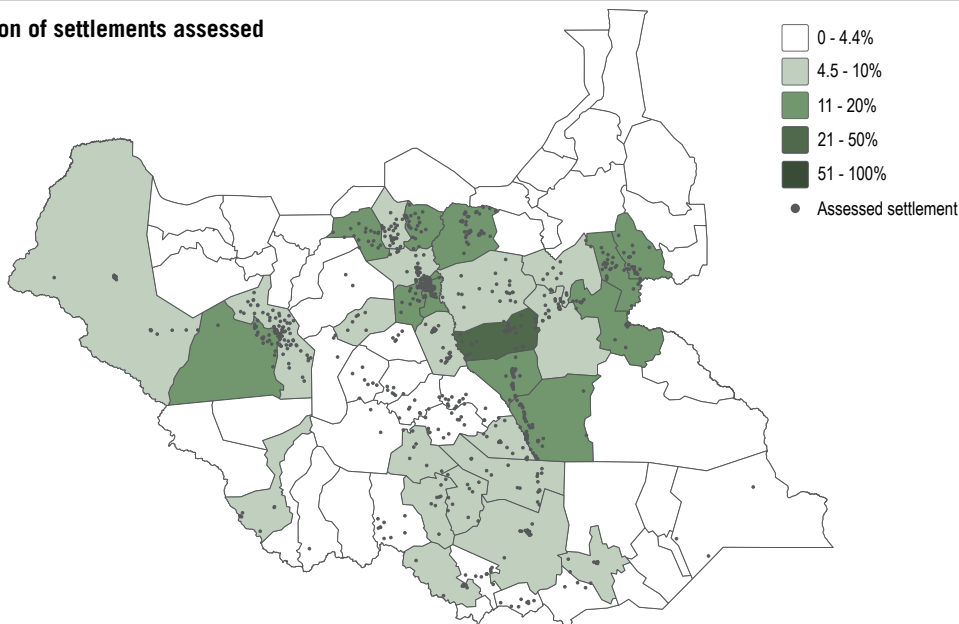 on of settlements assessed
0 - 4.4%
4.5 - 10%
11 - 20%
21 - 50%
51 - 100%
Assessed settlement